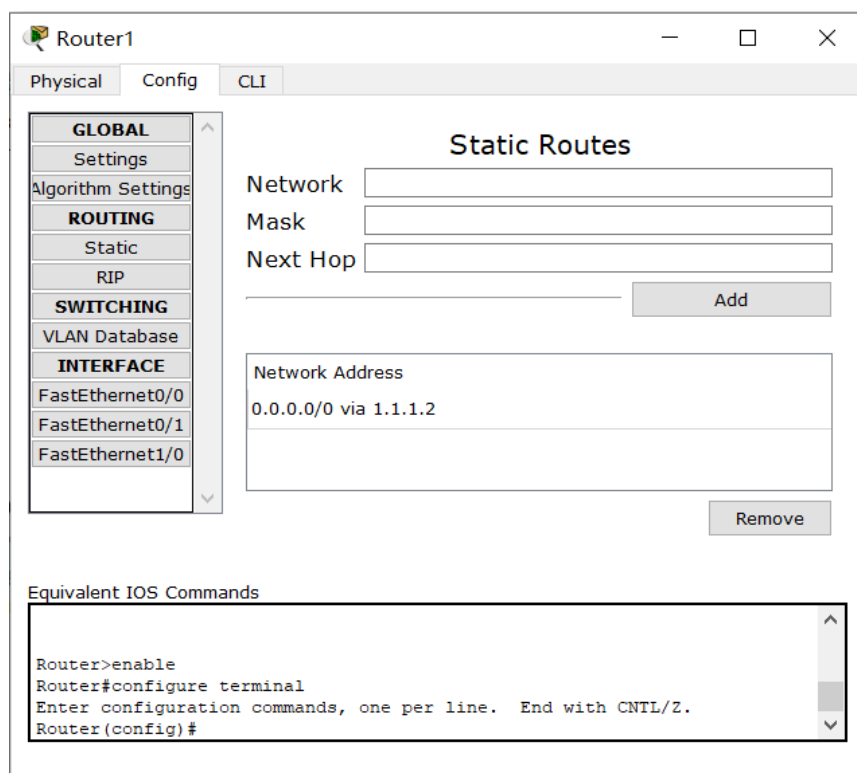 Router1
Physical Config CLI
GLOBAL
Settings
Algorithm Settings
ROUTING
Static
RIP
SWITCHING
VLAN Database
INTERFACE
FastEthernet0/0
FastEthernet0/1
FastEthernet1/0
Static Routes
Network
Mask
Next Hop
Add
Network Address
0.0.0.0/0 via 1.1.1.2
Remove
Equivalent IOS Commands
Router>enable
Router#configure terminal
Enter configuration commands, one per line.  End with CNTL/Z.
Router(config)#